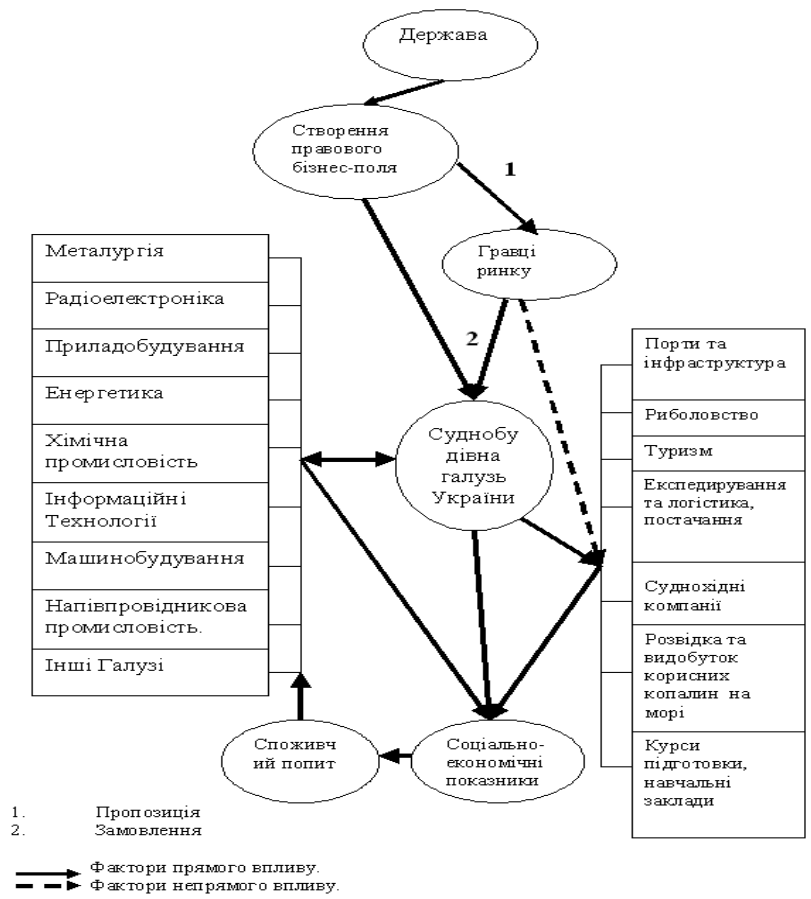 Держава
Створення
правового
бізнес-поля
1
Гравці
ринку
2
Металургія
Радіоелектроніка
Приладобудування
Енергетика
Хімічна
промисловість
Інформаційні
Технології
Машинобудування
Напівпровідникова
промисловість.
Інші Галузі
Суднобу
дівна
галузь
України
Порти та
інфраструктура
Риболовство
Туризм
Експедирування
та логістика,
постачання
Суднохідні
компанії
Розвідка та
видобуток
корисних
копалин на
морі
Курси
підготовки,
навчальні
заклади
Споживч
ий попит
Соціально-
економічні
показники
1. Пропозиція
2. Замовлення
Фактори прямого впливу.
Фактори непрямого впливу.